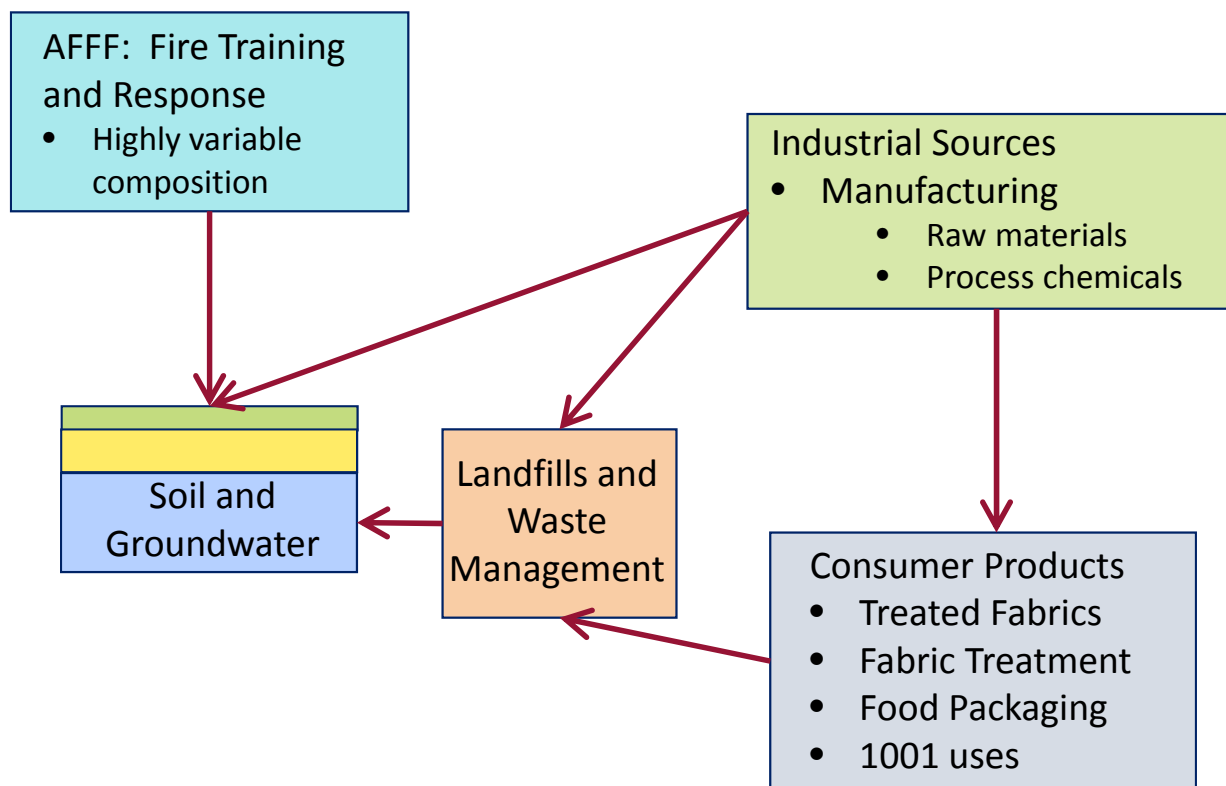 AFFF:  Fire Training
and Response
• Highly variable
composition
Industrial Sources
• Manufacturing
• Raw materials
• Process chemicals
Soil and
Groundwater
Landfills and
Waste
Management
Consumer Products
• Treated Fabrics
• Fabric Treatment
• Food Packaging
• 1001 uses